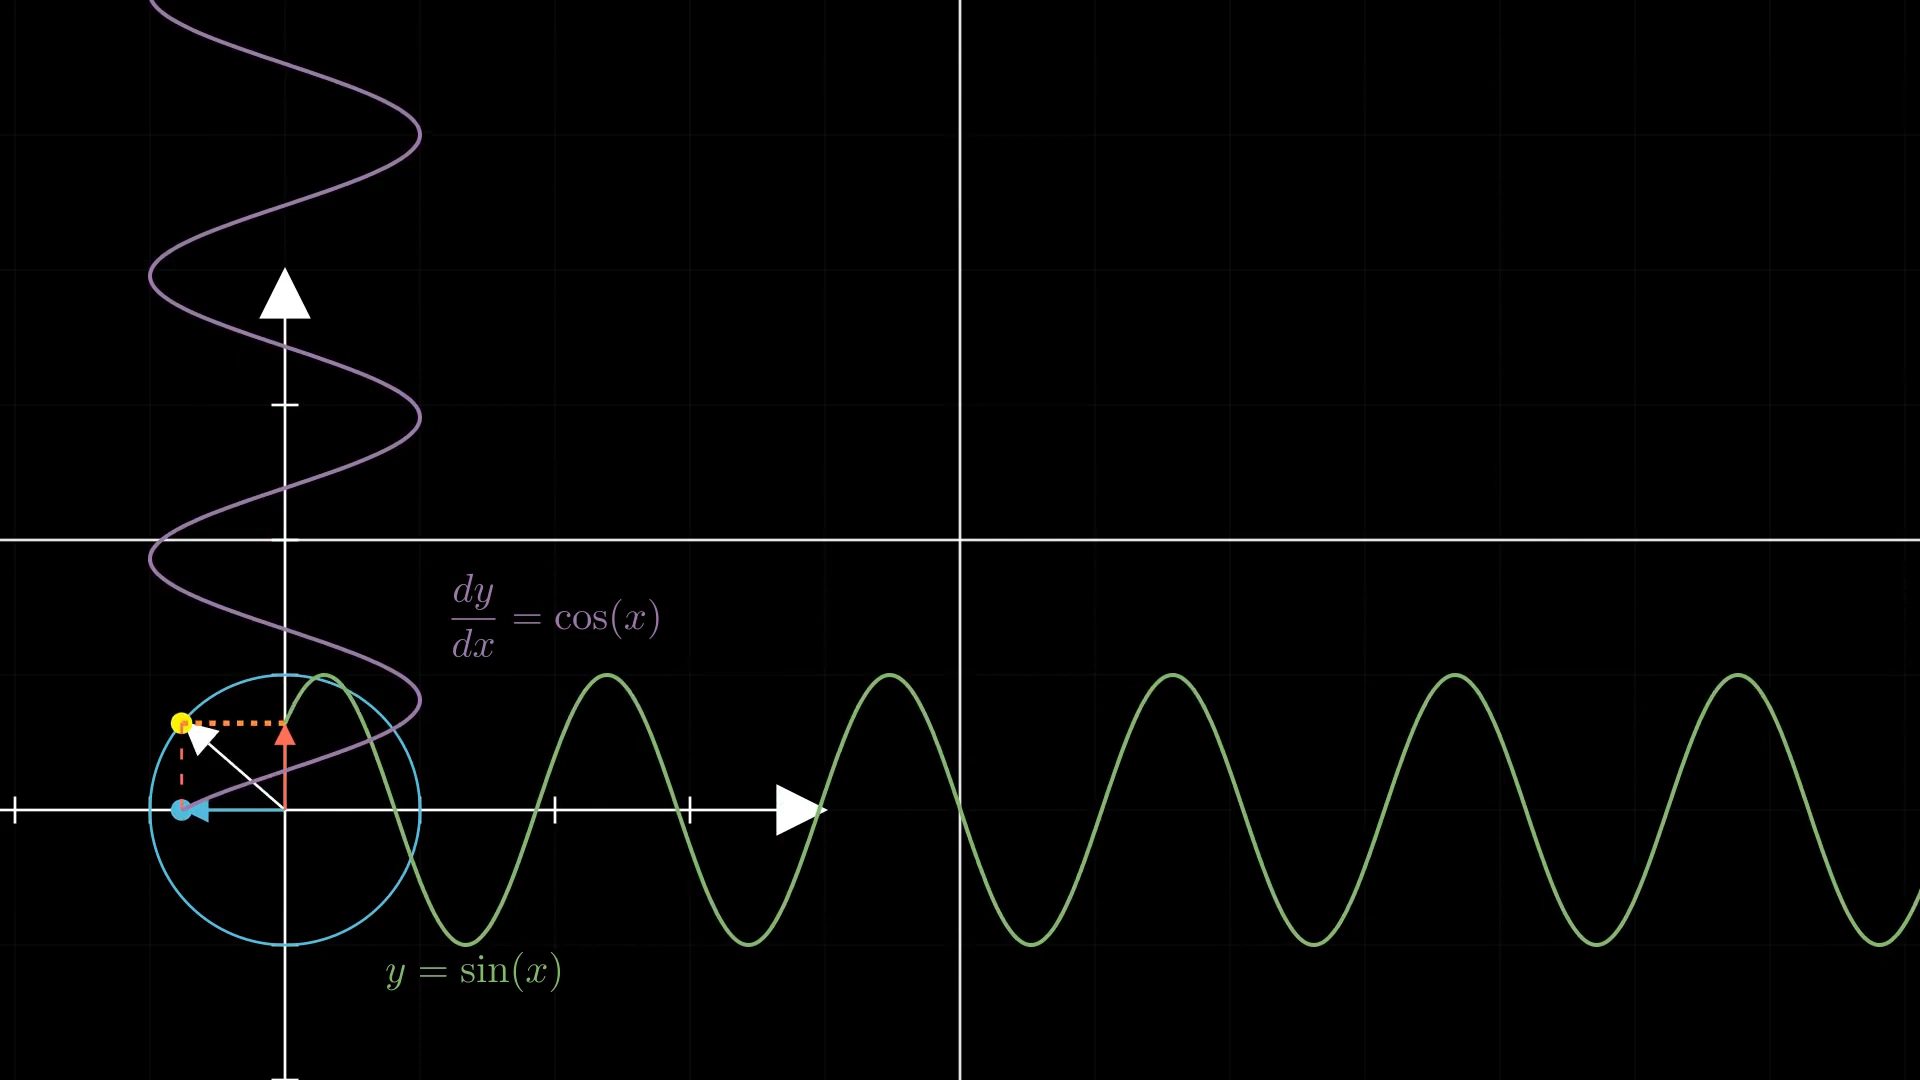 dy/dx = cos(x)
y = sin(x)